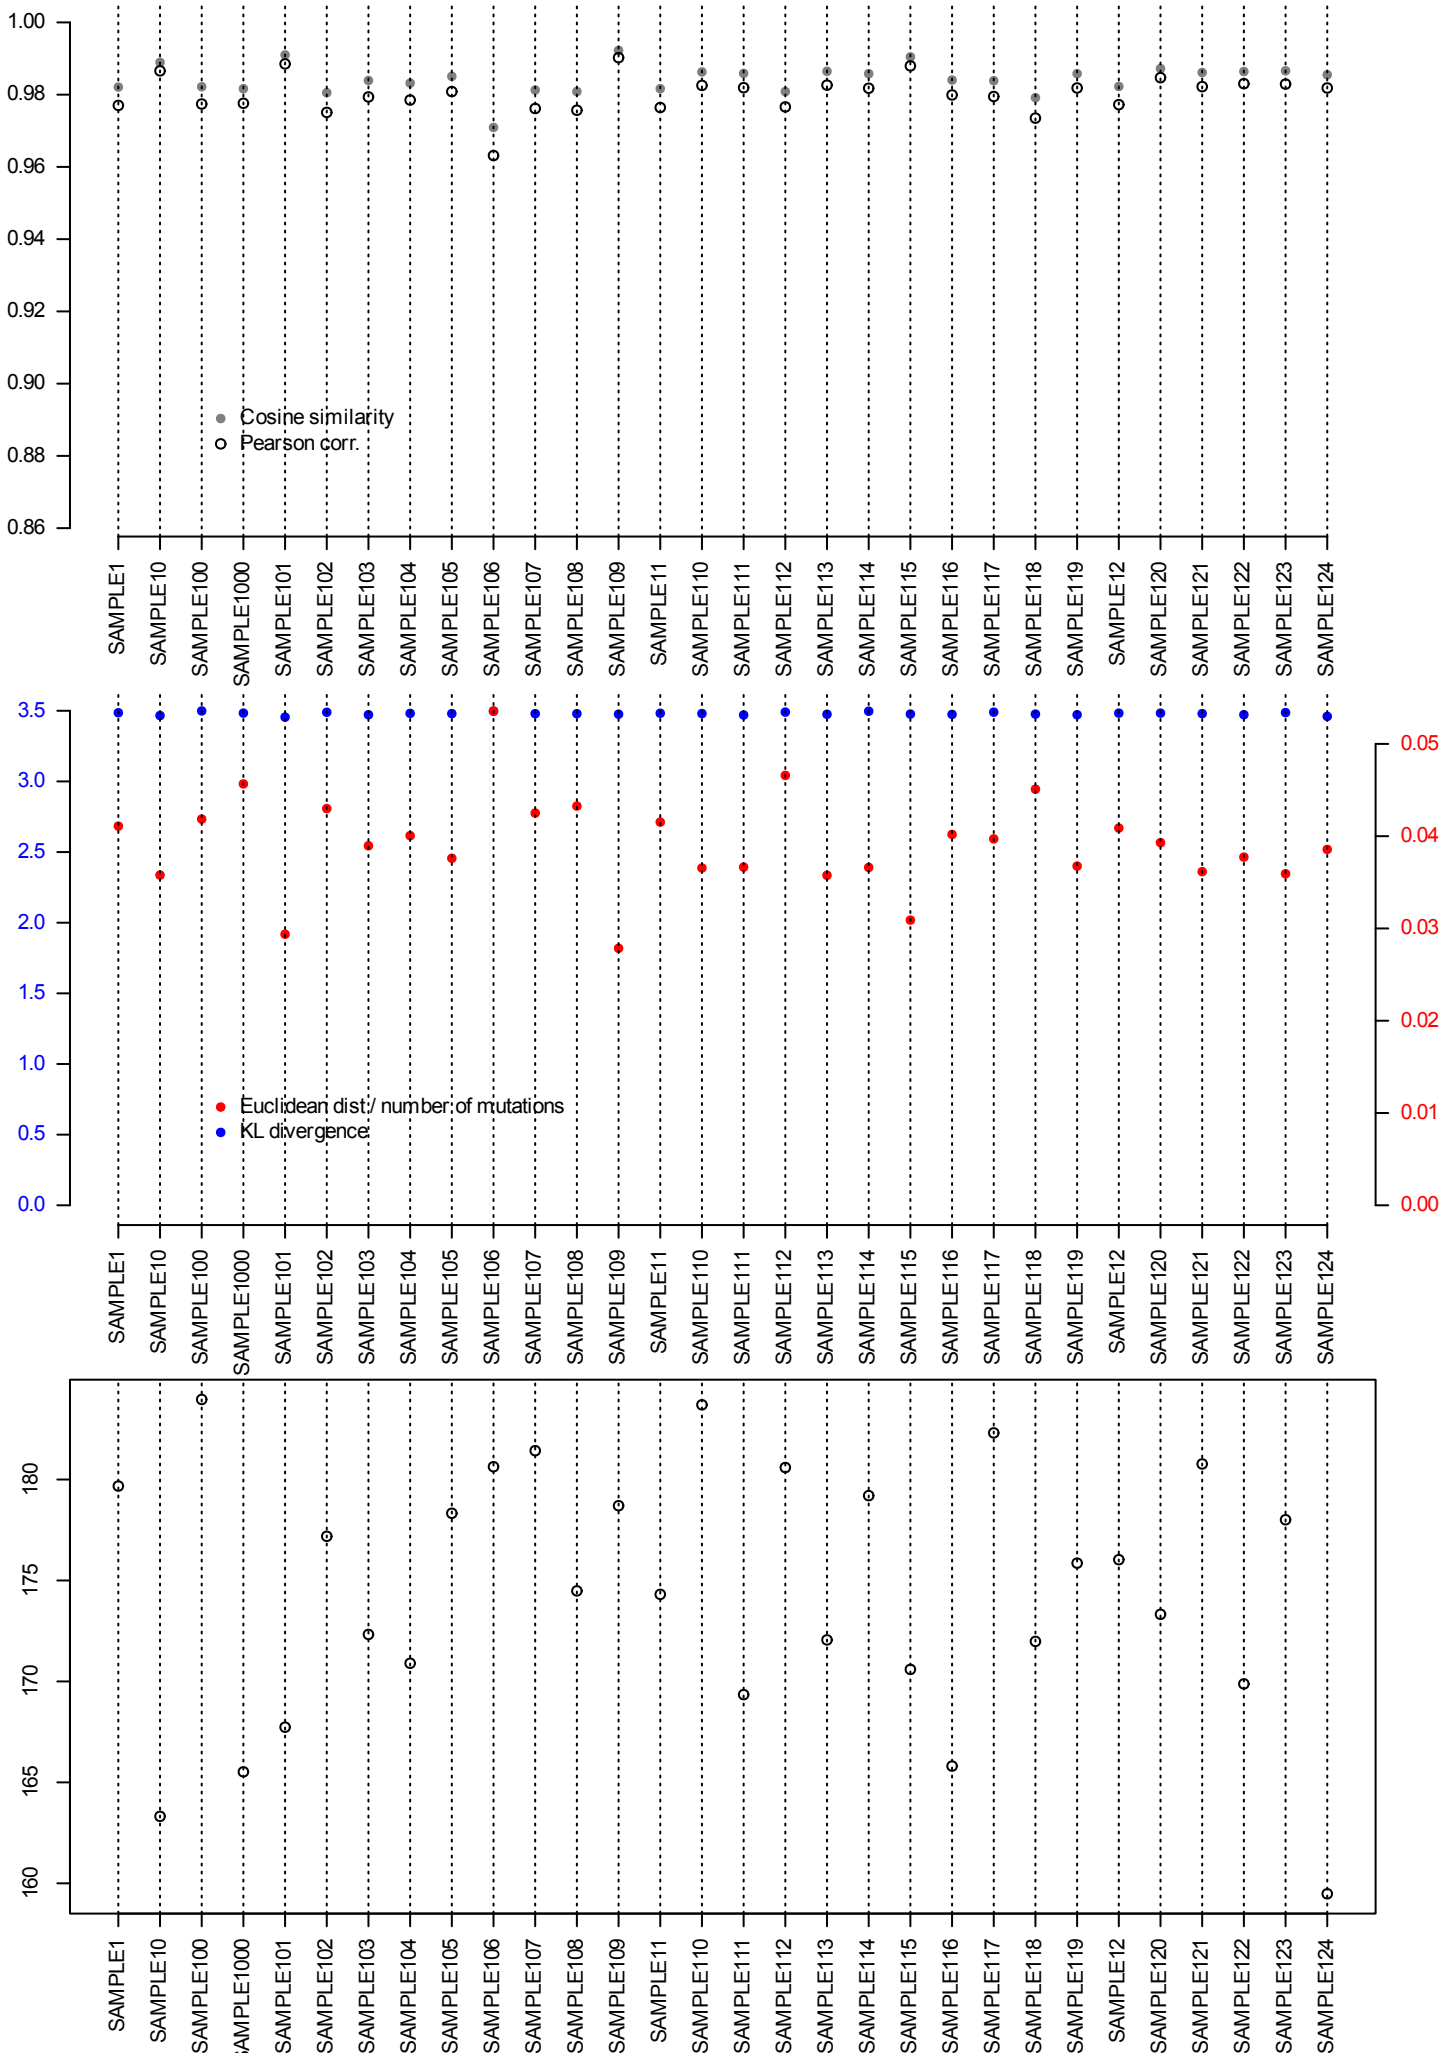 1.00
0.98
0.96
0.94
0.92
0.90
0.88
0.86
Cosine similarity
Pearson corr.
SAMPLE1
SAMPLE10
SAMPLE100
SAMPLE1000
SAMPLE101
SAMPLE102
SAMPLE103
SAMPLE104
SAMPLE105
SAMPLE106
SAMPLE107
SAMPLE108
SAMPLE109
SAMPLE11
SAMPLE110
SAMPLE111
SAMPLE112
SAMPLE113
SAMPLE114
SAMPLE115
SAMPLE116
SAMPLE117
SAMPLE118
SAMPLE119
SAMPLE12
SAMPLE120
SAMPLE121
SAMPLE122
SAMPLE123
SAMPLE124
3.5
3.0
2.5
2.0
1.5
1.0
0.5
0.0
Euclidean dist./ number of mutations
KL divergence
0.05
0.04
0.03
0.02
0.01
0.00
SAMPLE1
SAMPLE10
SAMPLE100
SAMPLE1000
SAMPLE101
SAMPLE102
SAMPLE103
SAMPLE104
SAMPLE105
SAMPLE106
SAMPLE107
SAMPLE108
SAMPLE109
SAMPLE11
SAMPLE110
SAMPLE111
SAMPLE112
SAMPLE113
SAMPLE114
SAMPLE115
SAMPLE116
SAMPLE117
SAMPLE118
SAMPLE119
SAMPLE12
SAMPLE120
SAMPLE121
SAMPLE122
SAMPLE123
SAMPLE124
180
175
170
165
160
SAMPLE1
SAMPLE10
SAMPLE100
SAMPLE1000
SAMPLE101
SAMPLE102
SAMPLE103
SAMPLE104
SAMPLE105
SAMPLE106
SAMPLE107
SAMPLE108
SAMPLE109
SAMPLE11
SAMPLE110
SAMPLE111
SAMPLE112
SAMPLE113
SAMPLE114
SAMPLE115
SAMPLE116
SAMPLE117
SAMPLE118
SAMPLE119
SAMPLE12
SAMPLE120
SAMPLE121
SAMPLE122
SAMPLE123
SAMPLE124